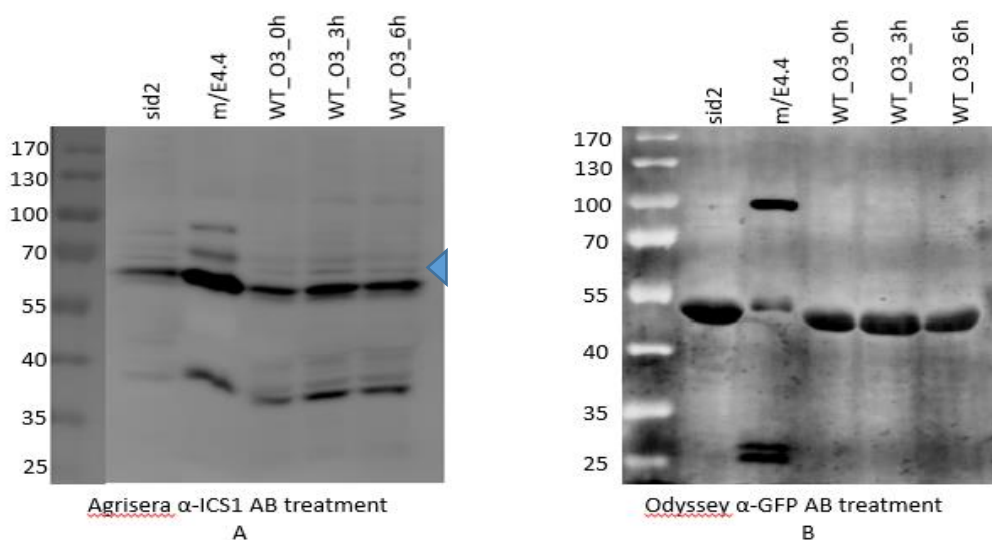 sid2
m/E4.4
WT_O3_0h
WT_O3_3h
WT_O3_6h
170
130
100
70
55
40
35
25
Agrisera α-ICS1 AB treatment
A
sid2
m/E4.4
WT_O3_0h
WT_O3_3h
WT_O3_6h
170
130
100
70
55
40
35
25
Odyssey α-GFP AB treatment
B